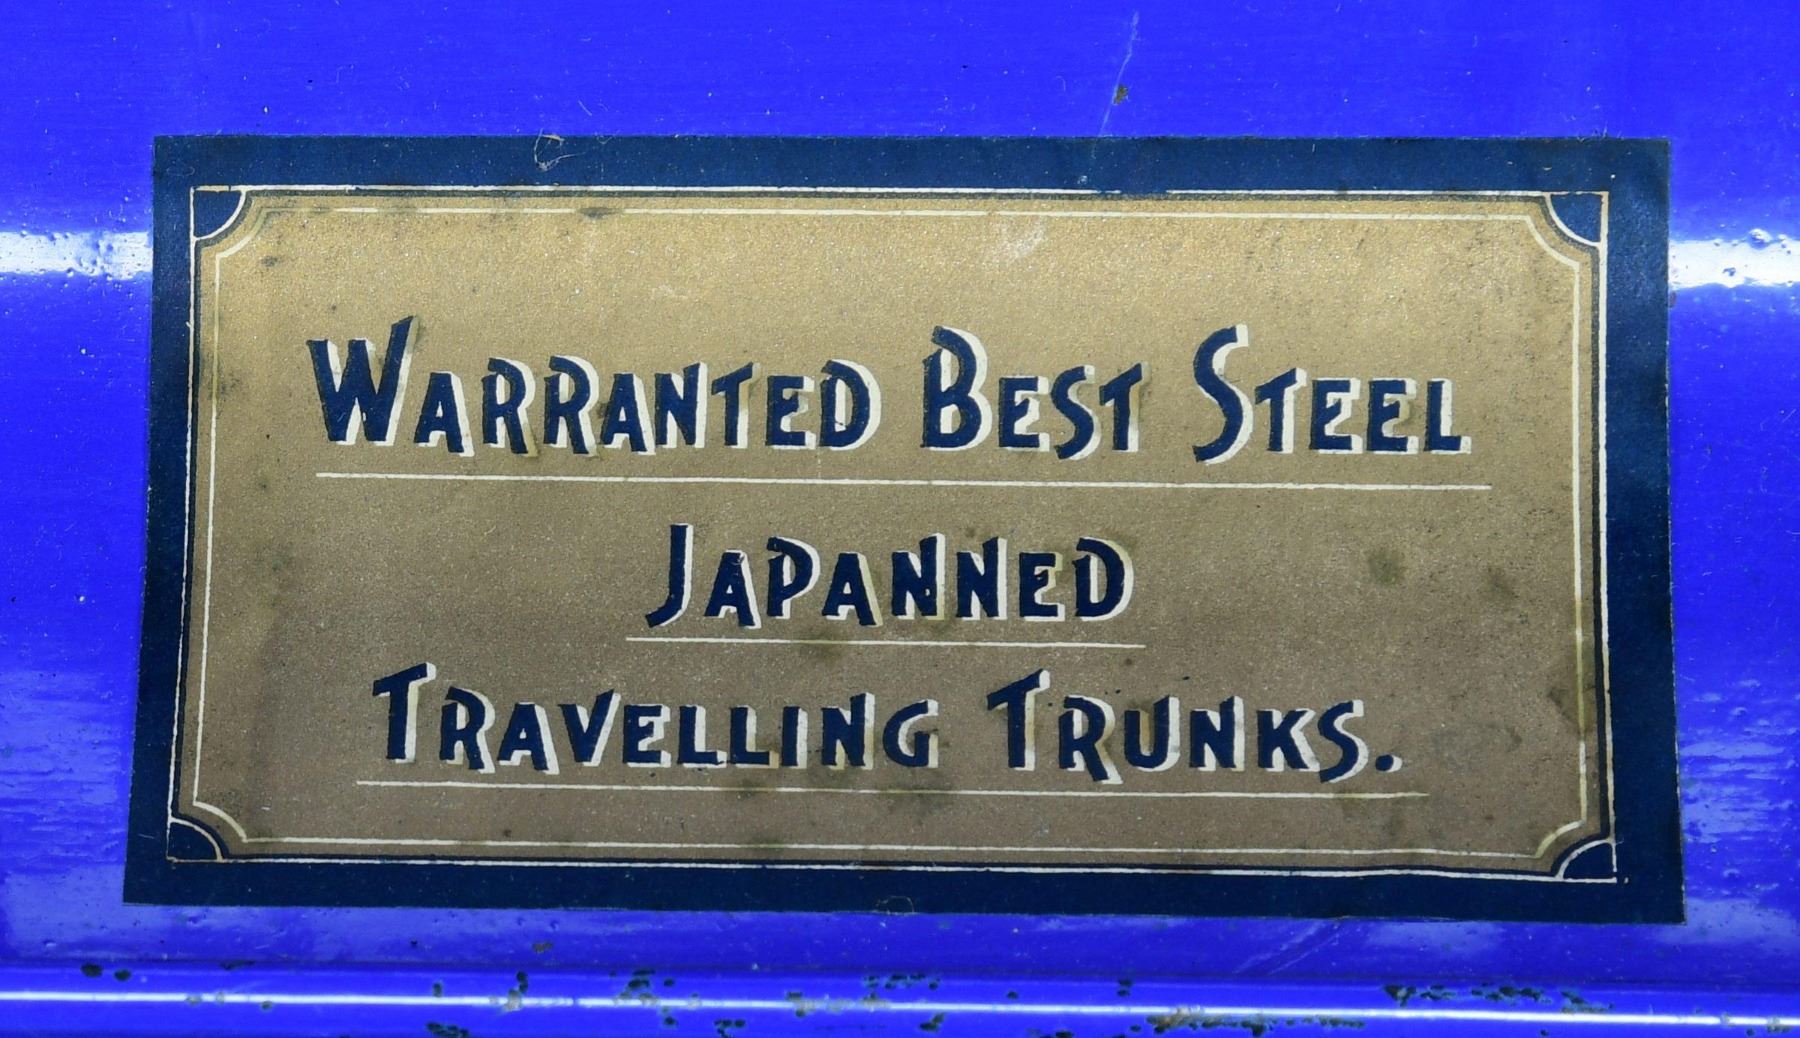 WARRANTED BEST STEEL
JAPANNED
TRAVELLING TRUNKS.